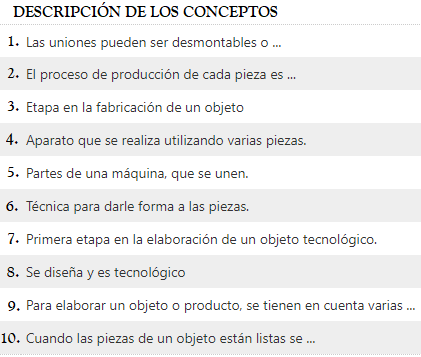 DESCRIPCIÓN DE LOS CONCEPTOS
1. Las uniones pueden ser desmontables o ...
2. El proceso de producción de cada pieza es ...
3. Etapa en la fabricación de un objeto
4. Aparato que se realiza utilizando varias piezas.
5. Partes de una máquina, que se unen.
6. Técnica para darle forma a las piezas.
7. Primera etapa en la elaboración de un objeto tecnológico.
8. Se diseña y es tecnológico
9. Para elaborar un objeto o producto, se tienen en cuenta varias ...
10. Cuando las piezas de un objeto están listas se ...